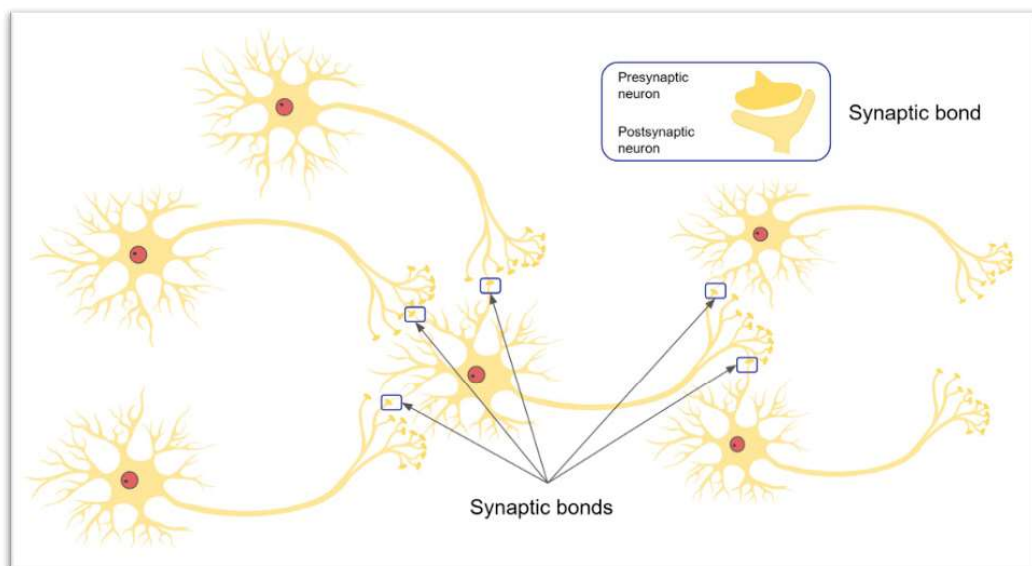 Presynaptic
neuron
Synaptic bond
Postsynaptic
neuron
Synaptic bonds